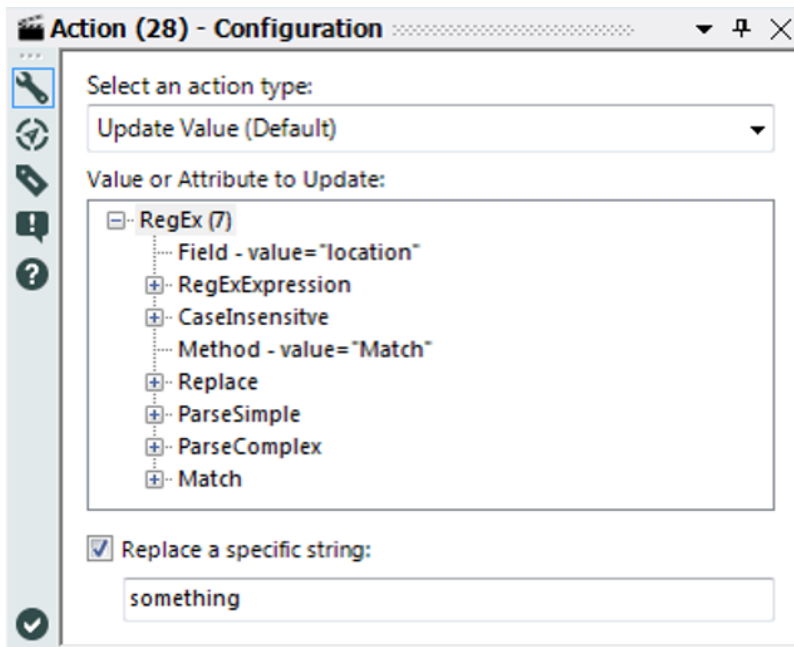 Action (28) - Configuration
Select an action type:
Update Value (Default)
Value or Attribute to Update:
RegEx (7)
Field - value="location"
RegExExpression
CaseInsensitve
Method - value="Match"
Replace
ParseSimple
ParseComplex
Match
Replace a specific string:
something